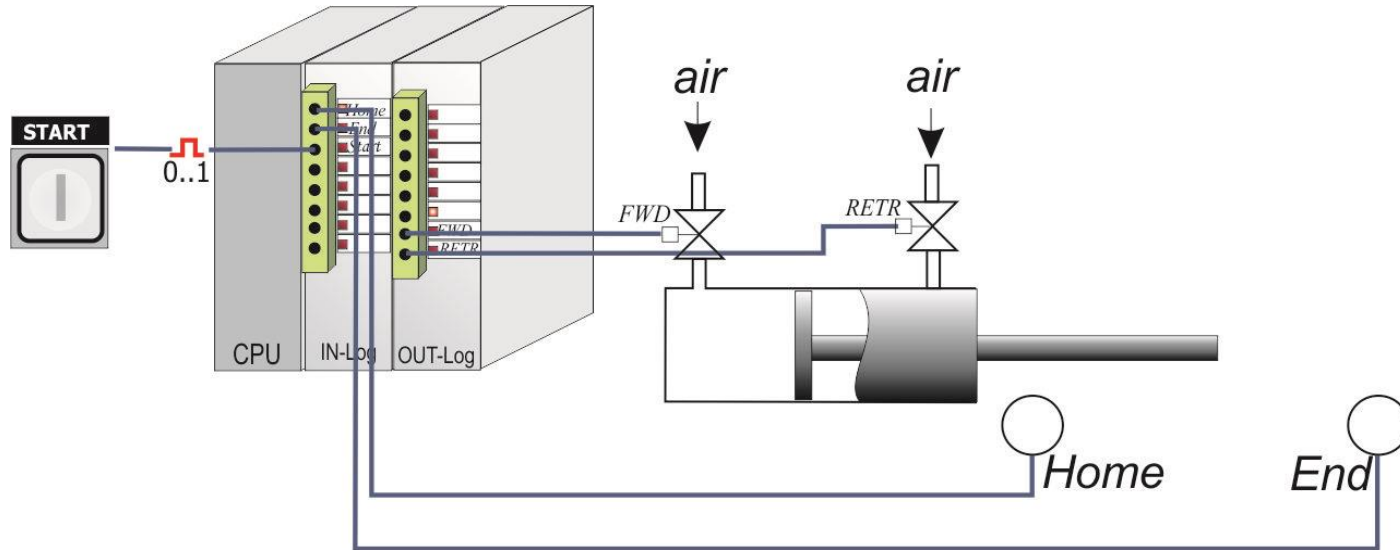 START
0..1
Home
End
Start
FWD
RETR
CPU
IN-Log
OUT-Log
air
air
FWD
RETR
Home
End